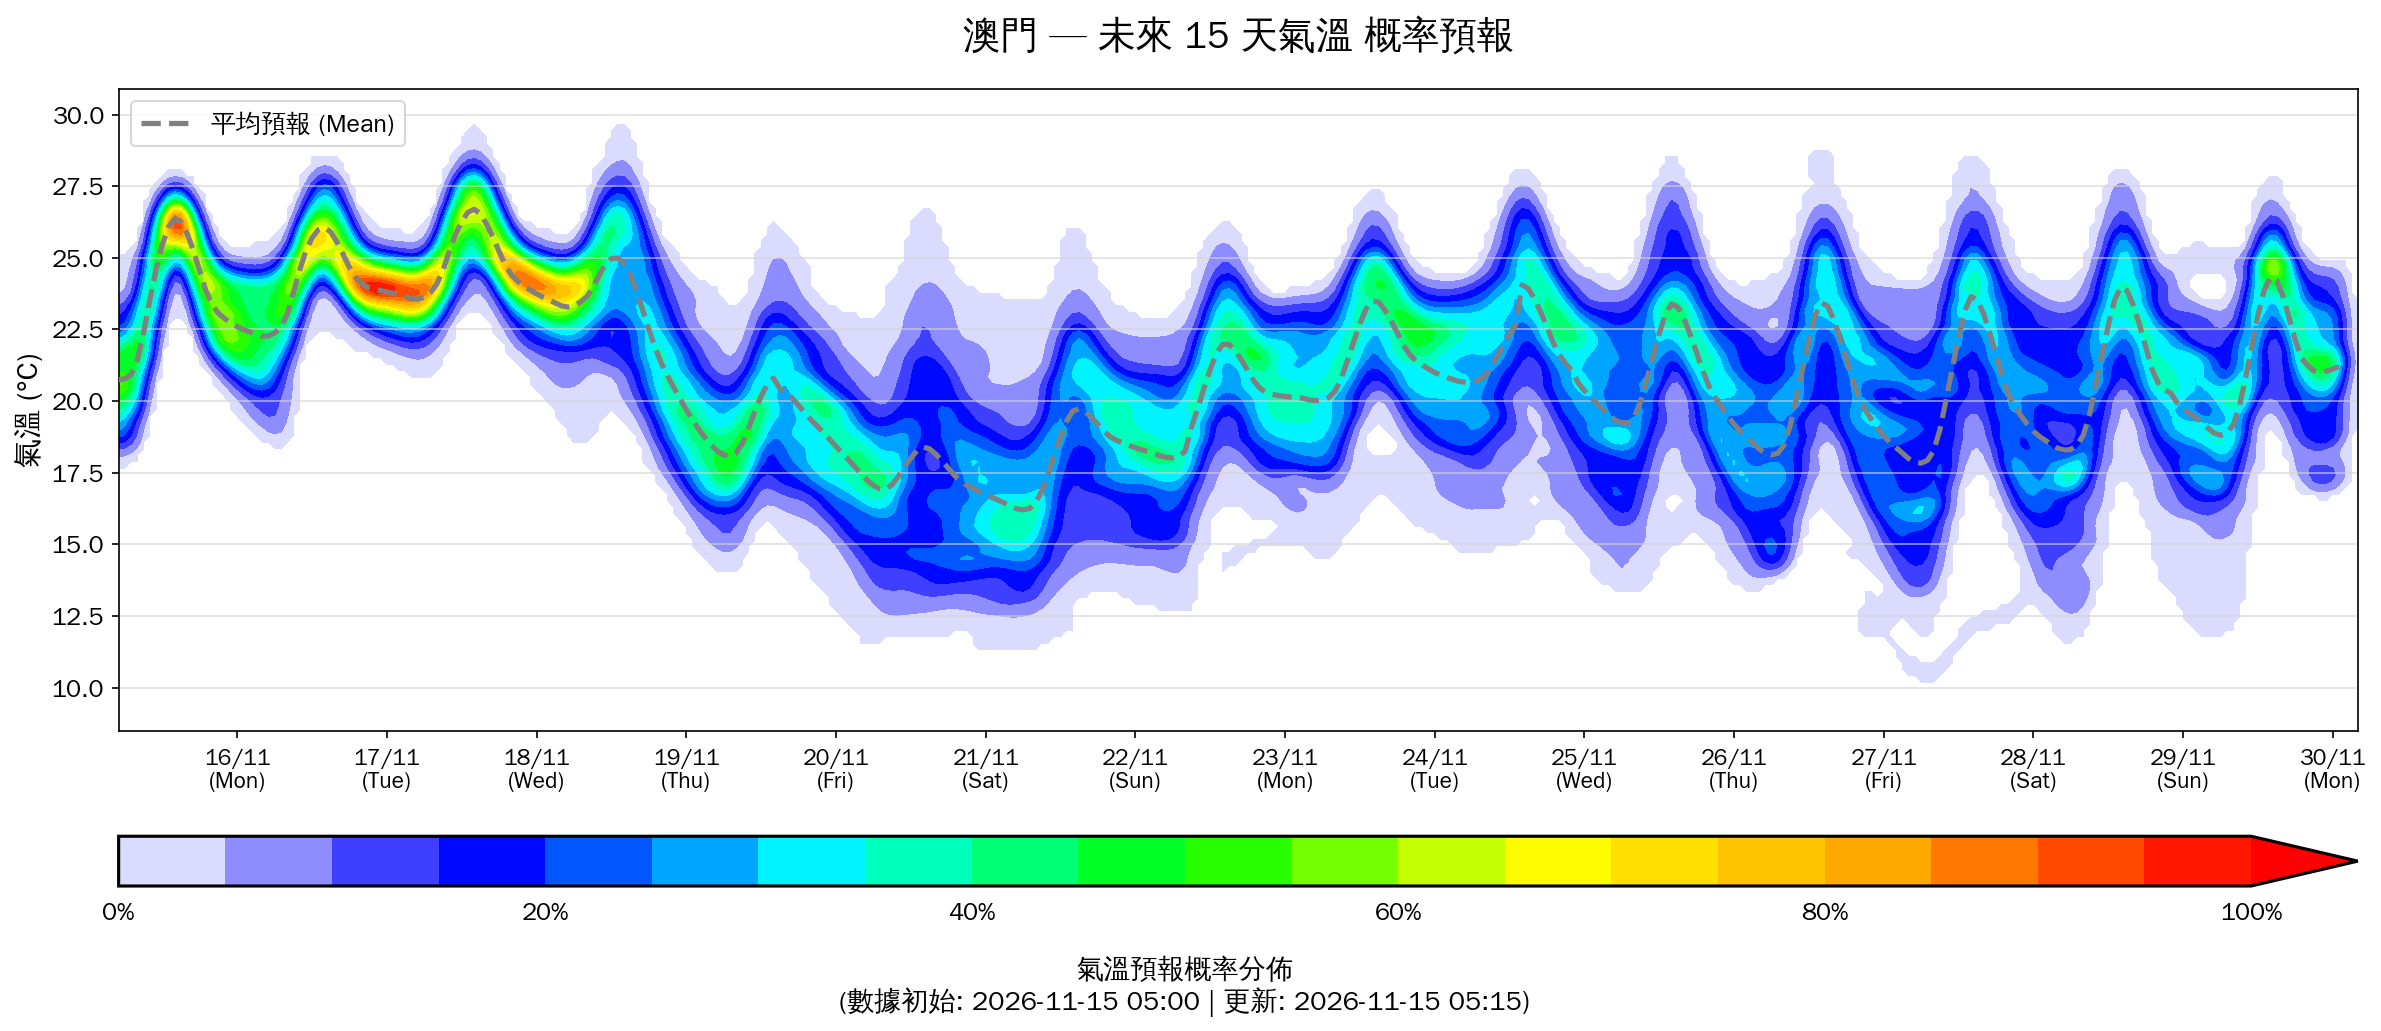 澳門 — 未來 15 天氣溫 概率預報
平均預報 (Mean)
氣溫 (°C)
30.0
27.5
25.0
22.5
20.0
17.5
15.0
12.5
10.0
16/11 17/11 18/11 19/11 20/11 21/11 22/11 23/11 24/11 25/11 26/11 27/11 28/11 29/11 30/11
(Mon) (Tue) (Wed) (Thu) (Fri) (Sat) (Sun) (Mon) (Tue) (Wed) (Thu) (Fri) (Sat) (Sun) (Mon)
0% 20% 40% 60% 80% 100%
氣溫預報概率分佈
(數據初始: 2026-11-15 05:00 | 更新: 2026-11-15 05:15)